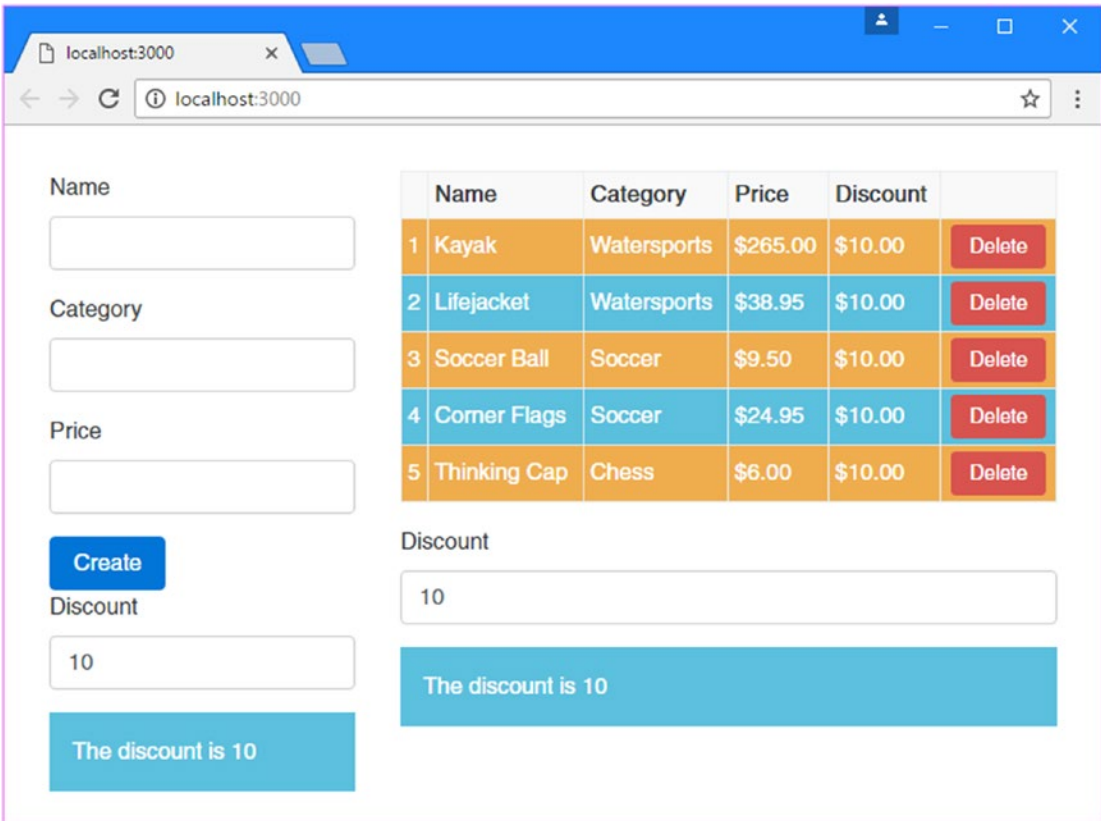 localhost:3000
localhost:3000
Name
Category
Price
Create
Discount
10
The discount is 10
Name Category Price Discount
1 Kayak Watersports $265.00 $10.00 Delete
2 Lifejacket Watersports $38.95 $10.00 Delete
3 Soccer Ball Soccer $9.50 $10.00 Delete
4 Corner Flags Soccer $24.95 $10.00 Delete
5 Thinking Cap Chess $6.00 $10.00 Delete
Discount
10
The discount is 10